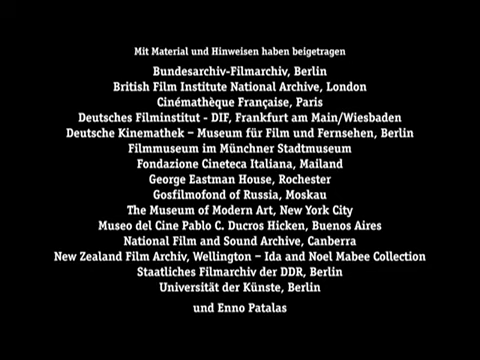 Mit Material und Hinweisen haben beigetragen
Bundesarchiv-Filmarchiv, Berlin
British Film Institute National Archive, London
Cinémathèque Française, Paris
Deutsches Filminstitut - DIF, Frankfurt am Main/Wiesbaden
Deutsche Kinemathek – Museum für Film und Fernsehen, Berlin
Filmmuseum im Münchner Stadtmuseum
Fondazione Cineteca Italiana, Mailand
George Eastman House, Rochester
Gosfilmofond of Russia, Moskau
The Museum of Modern Art, New York City
Museo del Cine Pablo C. Ducros Hicken, Buenos Aires
National Film and Sound Archive, Canberra
New Zealand Film Archiv, Wellington – Ida and Noel Mabee Collection
Staatliches Filmarchiv der DDR, Berlin
Universität der Künste, Berlin
und Enno Patalas